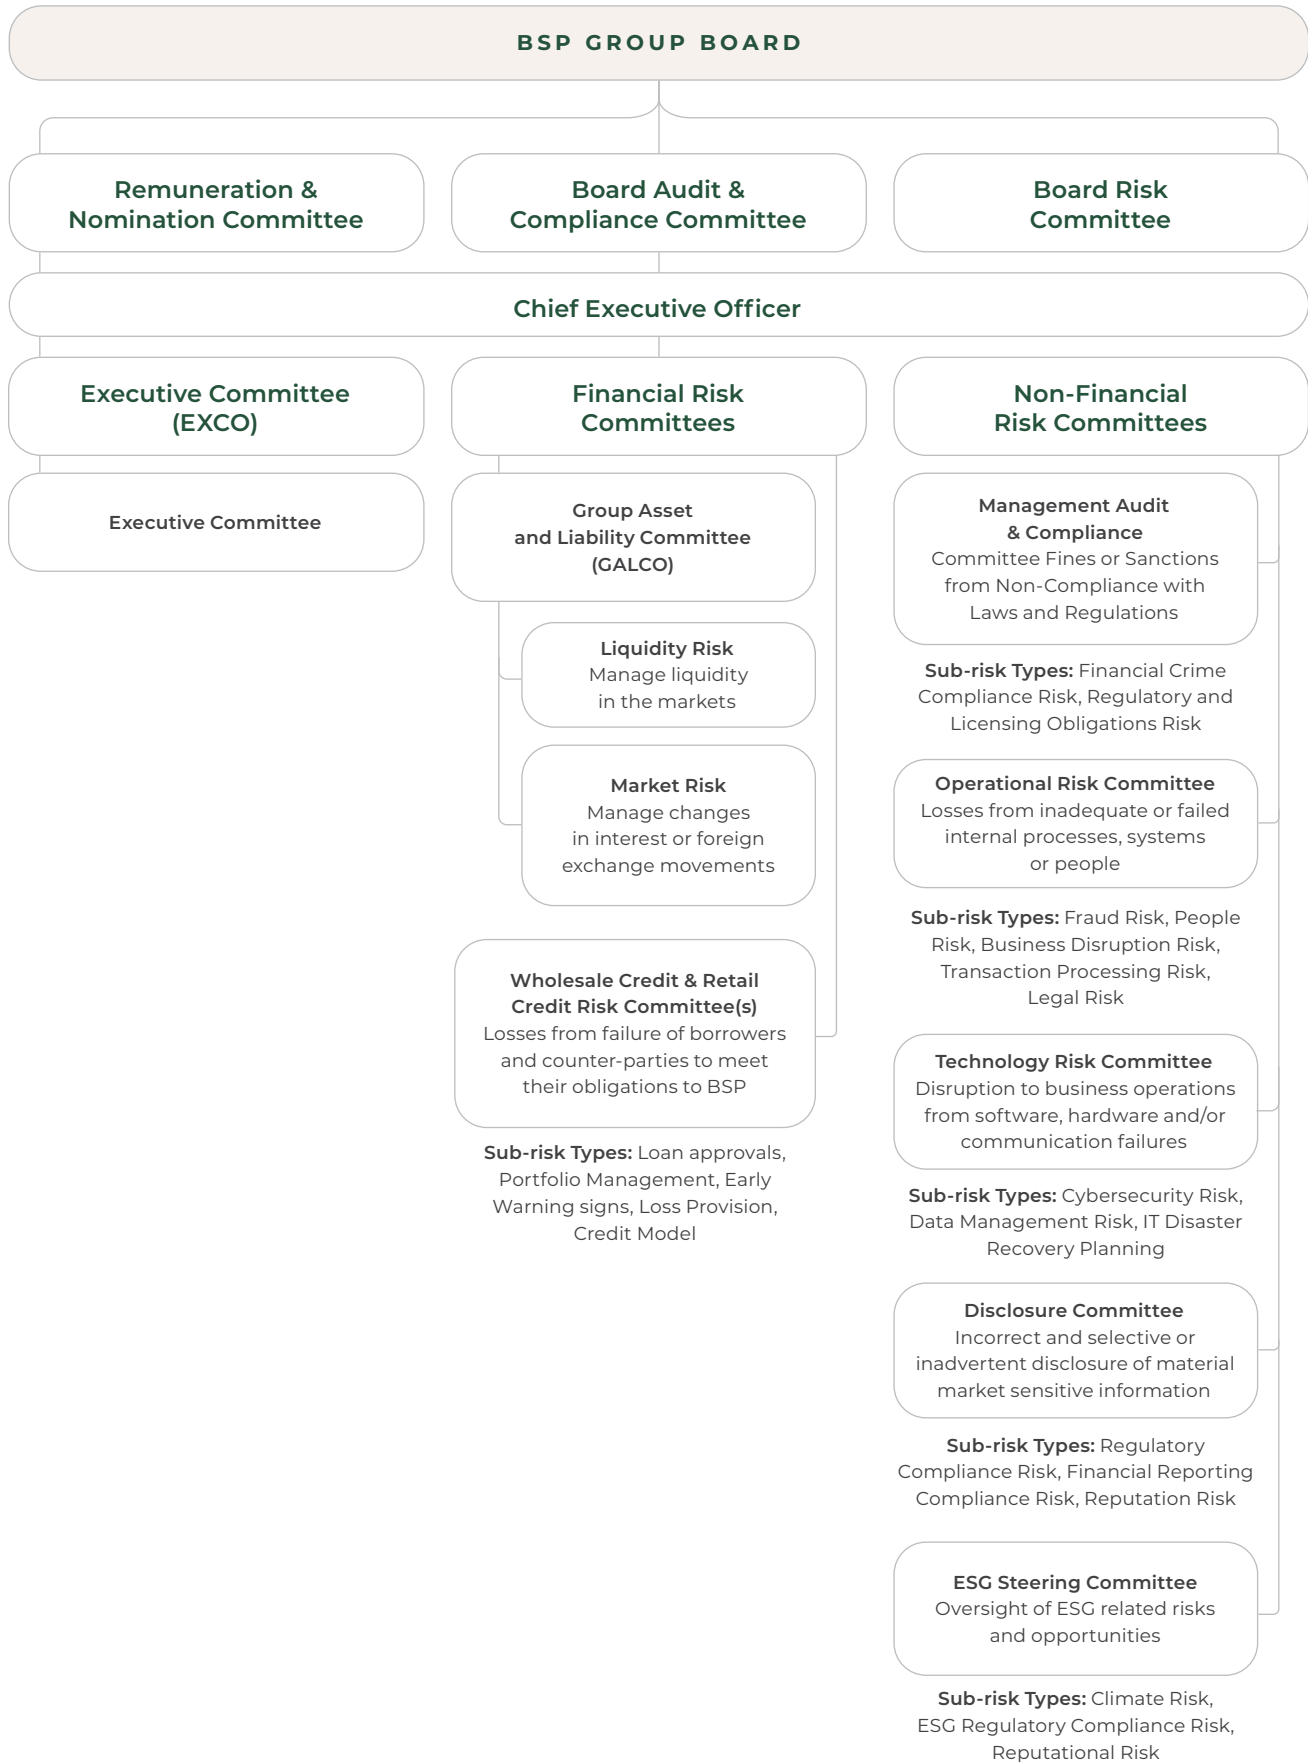 BSP GROUP BOARD
Remuneration &
Nomination Committee
Board Audit &
Compliance Committee
Board Risk
Committee
Chief Executive Officer
Executive Committee
(EXCO)
Executive Committee
Financial Risk
Committees
Group Asset
and Liability Committee
(GALCO)
Liquidity Risk
Manage liquidity
in the markets
Market Risk
Manage changes
in interest or foreign
exchange movements
Wholesale Credit & Retail
Credit Risk Committee(s)
Losses from failure of borrowers
and counter-parties to meet
their obligations to BSP
Sub-risk Types: Loan approvals,
Portfolio Management, Early
Warning signs, Loss Provision,
Credit Model
Non-Financial
Risk Committees
Management Audit
& Compliance
Committee Fines or Sanctions
from Non-Compliance with
Laws and Regulations
Sub-risk Types: Financial Crime
Compliance Risk, Regulatory and
Licensing Obligations Risk
Operational Risk Committee
Losses from inadequate or failed
internal processes, systems
or people
Sub-risk Types: Fraud Risk, People
Risk, Business Disruption Risk,
Transaction Processing Risk,
Legal Risk
Technology Risk Committee
Disruption to business operations
from software, hardware and/or
communication failures
Sub-risk Types: Cybersecurity Risk,
Data Management Risk, IT Disaster
Recovery Planning
Disclosure Committee
Incorrect and selective or
inadvertent disclosure of material
market sensitive information
Sub-risk Types: Regulatory
Compliance Risk, Financial Reporting
Compliance Risk, Reputation Risk
ESG Steering Committee
Oversight of ESG related risks
and opportunities
Sub-risk Types: Climate Risk,
ESG Regulatory Compliance Risk,
Reputational Risk